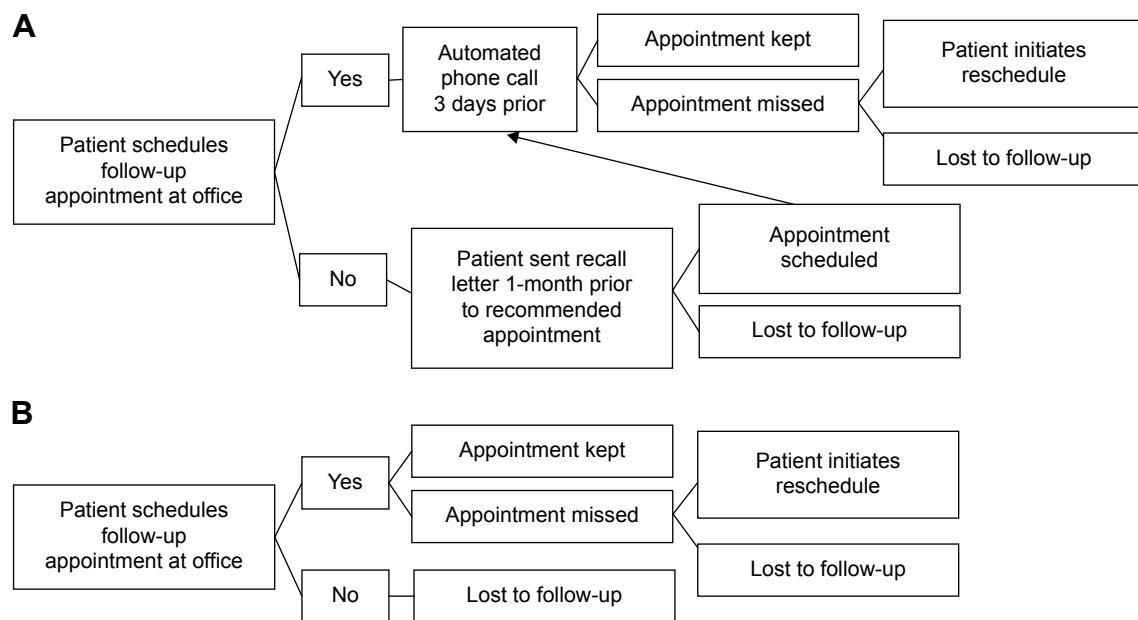 A
Patient schedules
follow-up
appointment at office
Yes
Automated
phone call
3 days prior
Appointment kept
Appointment missed
Patient initiates
reschedule
Lost to follow-up
No
Patient sent recall
letter 1-month prior
to recommended
appointment
Appointment
scheduled
Lost to follow-up
B
Patient schedules
follow-up
appointment at office
Yes
Appointment kept
Appointment missed
Patient initiates
reschedule
Lost to follow-up
No
Lost to follow-up